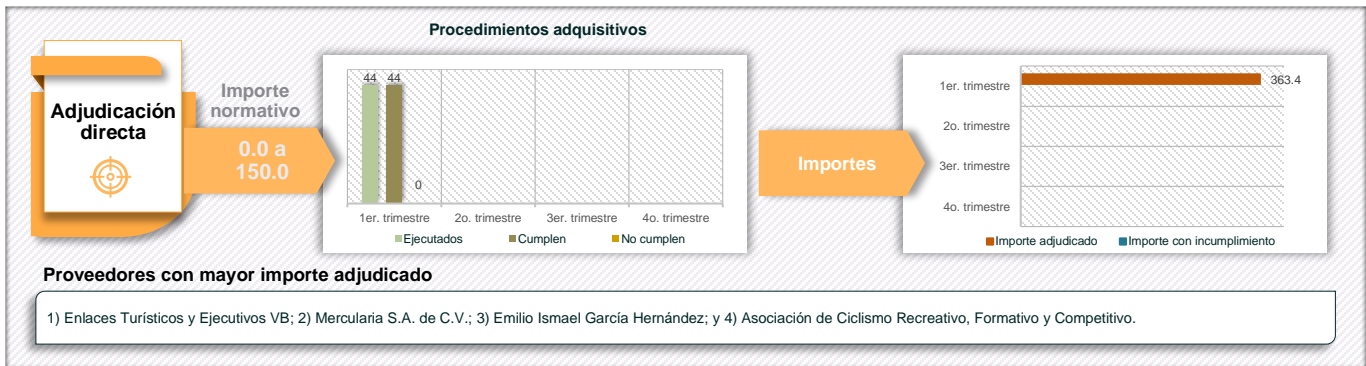 Procedimientos adquisitivos
Adjudicación
directa
Importe
normativo
0.0 a
150.0
44 44
0
1er. trimestre 2o. trimestre 3er. trimestre 4o. trimestre
Ejecutados Cumplen No cumplen
Importes
1er. trimestre
363.4
2o. trimestre
3er. trimestre
4o. trimestre
Importe adjudicado Importe con incumplimiento
Proveedores con mayor importe adjudicado
1) Enlaces Turísticos y Ejecutivos VB; 2) Mercularia S.A. de C.V.; 3) Emilio Ismael García Hernández; y 4) Asociación de Ciclismo Recreativo, Formativo y Competitivo.